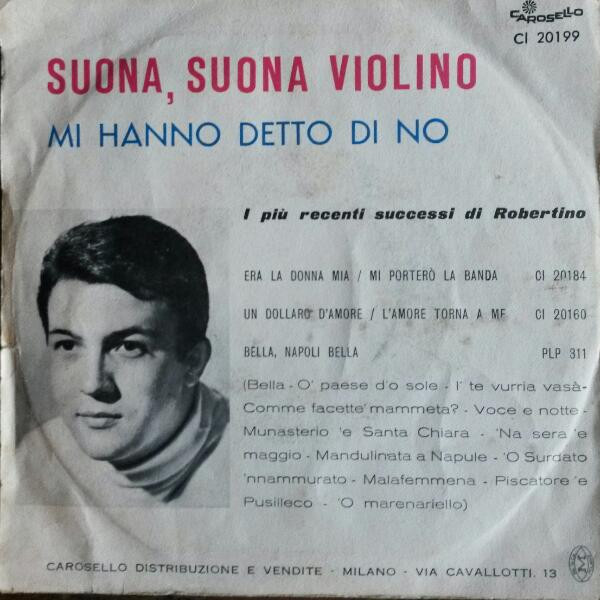 CAROSELLO
CI 20199
SUONA, SUONA VIOLINO
MI HANNO DETTO DI NO
I più recenti successi di Robertino
ERA LA DONNA MIA / MI PORTERÒ LA BANDA CI 20184
UN DOLLARO D'AMORE / L'AMORE TORNA A ME CI 20160
BELLA, NAPOLI BELLA PLP 311
(Bella - O' paese d'o sole - I' te vurria vasà -
Comme facette mammeta? - Voce e notte -
Munasterio 'e Santa Chiara - 'Na sera 'e
maggio - Mandulinata a Napule - 'O Surdato
'nnammurato - Malafemmena - Piscatore 'e
Pusilleco - 'O marenariello)
CAROSELLO DISTRIBUZIONE E VENDITE - MILANO - VIA CAVALLOTTI. 13